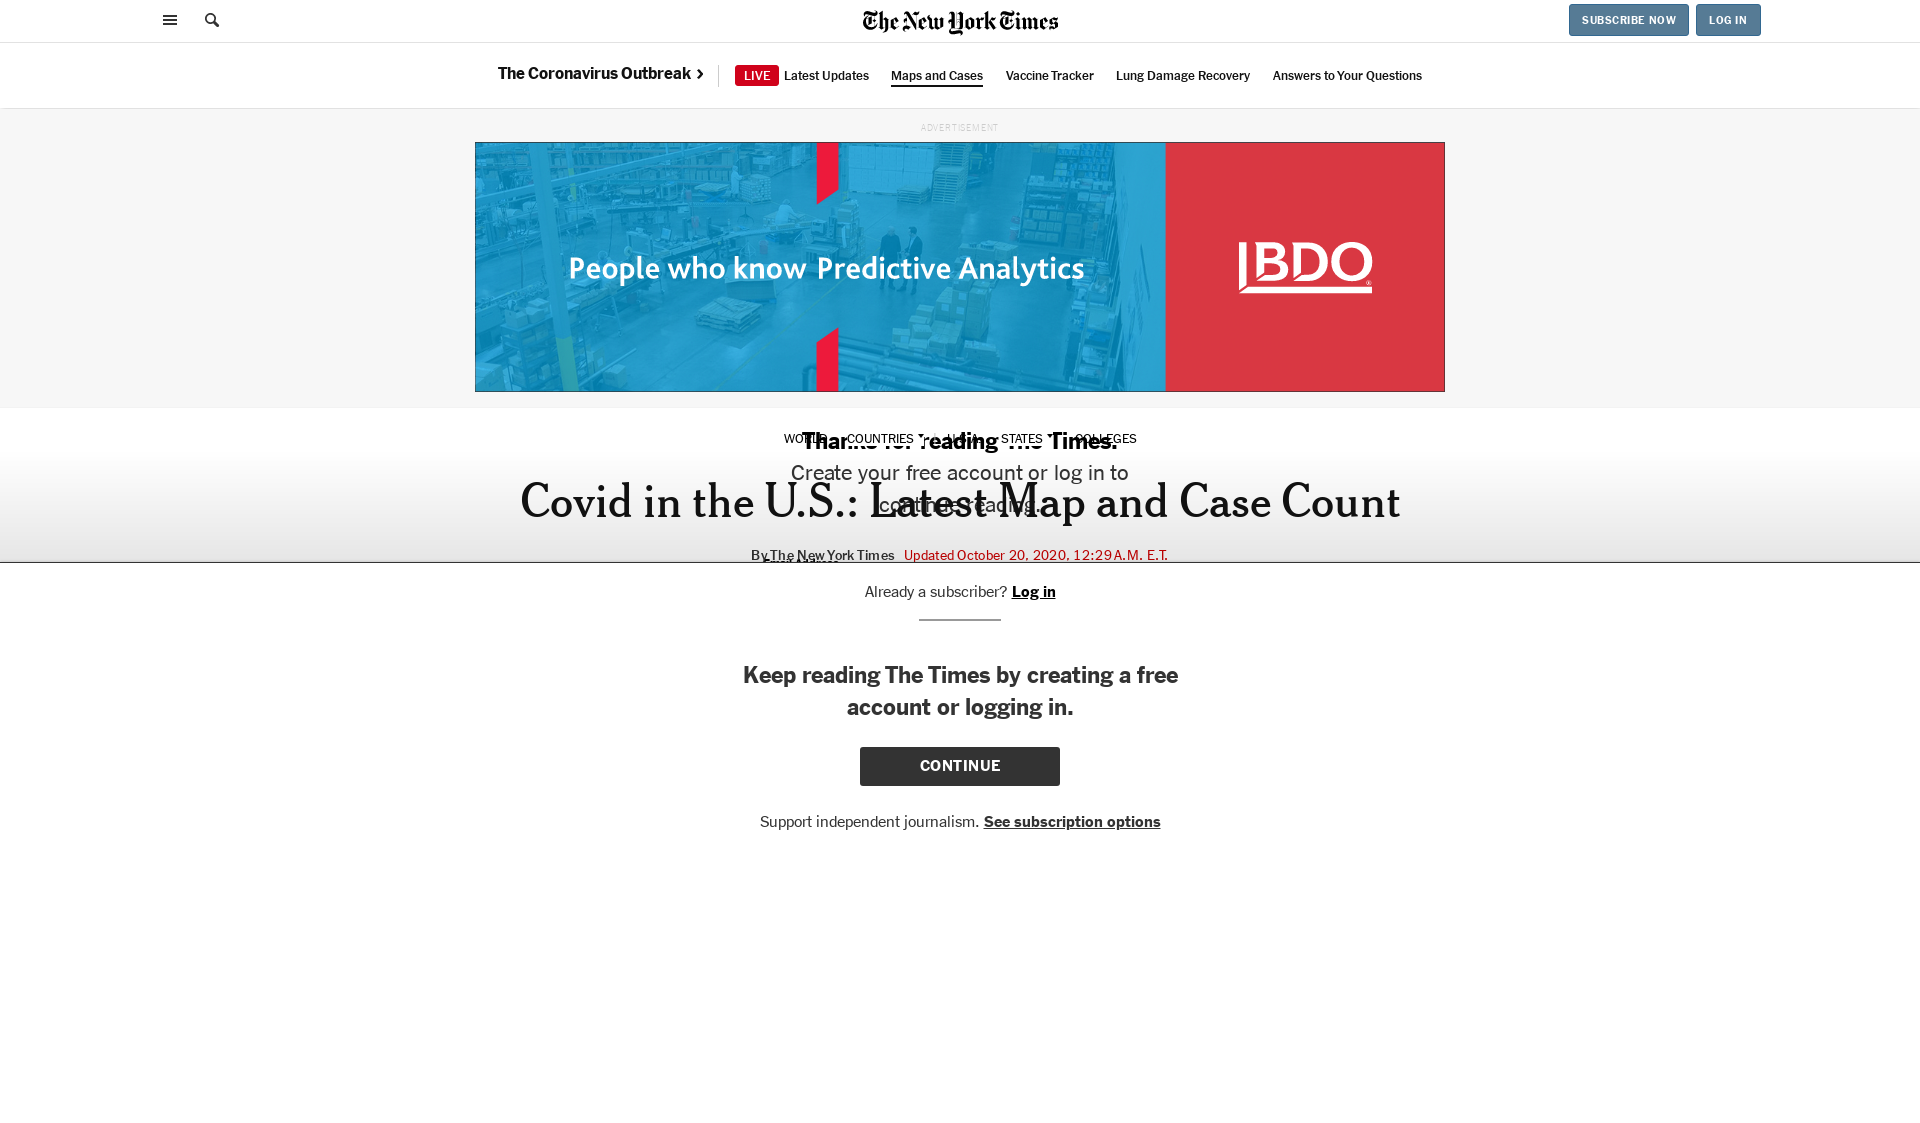 The New York Times
SUBSCRIBE NOW
LOG IN
The Coronavirus Outbreak
LIVE Latest Updates
Maps and Cases
Vaccine Tracker
Lung Damage Recovery
Answers to Your Questions
ADVERTISEMENT
People who know Predictive Analytics
BDO
WORLD COUNTRIES U.S.A. STATES COLLEGES
Thanks for reading The Times.
Create your free account or log in to
continue reading.
Covid in the U.S.: Latest Map and Case Count
By The New York Times Updated October 20, 2020, 12:29 A.M. E.T.
Email Address
Already a subscriber? Log in
Keep reading The Times by creating a free
account or logging in.
CONTINUE
Support independent journalism. See subscription options